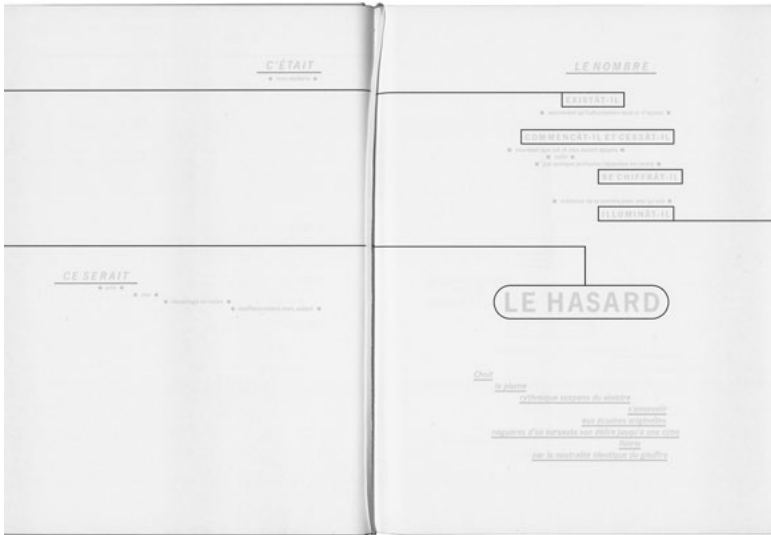 C'ÉTAIT
LE NOMBRE
EXISTÂT-IL
COMMENÇÂT-IL ET CESSÂT-IL
SE CHIFFRÂT-IL
ILLUMINÂT-IL
CE SERAIT
pire
non
LE HASARD
Choit
la plume
rythmique suspens du sinistre
s'ensevelir
aux écumes originelles
naguères d'où sursauta son délire jusqu'à une cime
flétrie
par la neutralité identique du gouffre